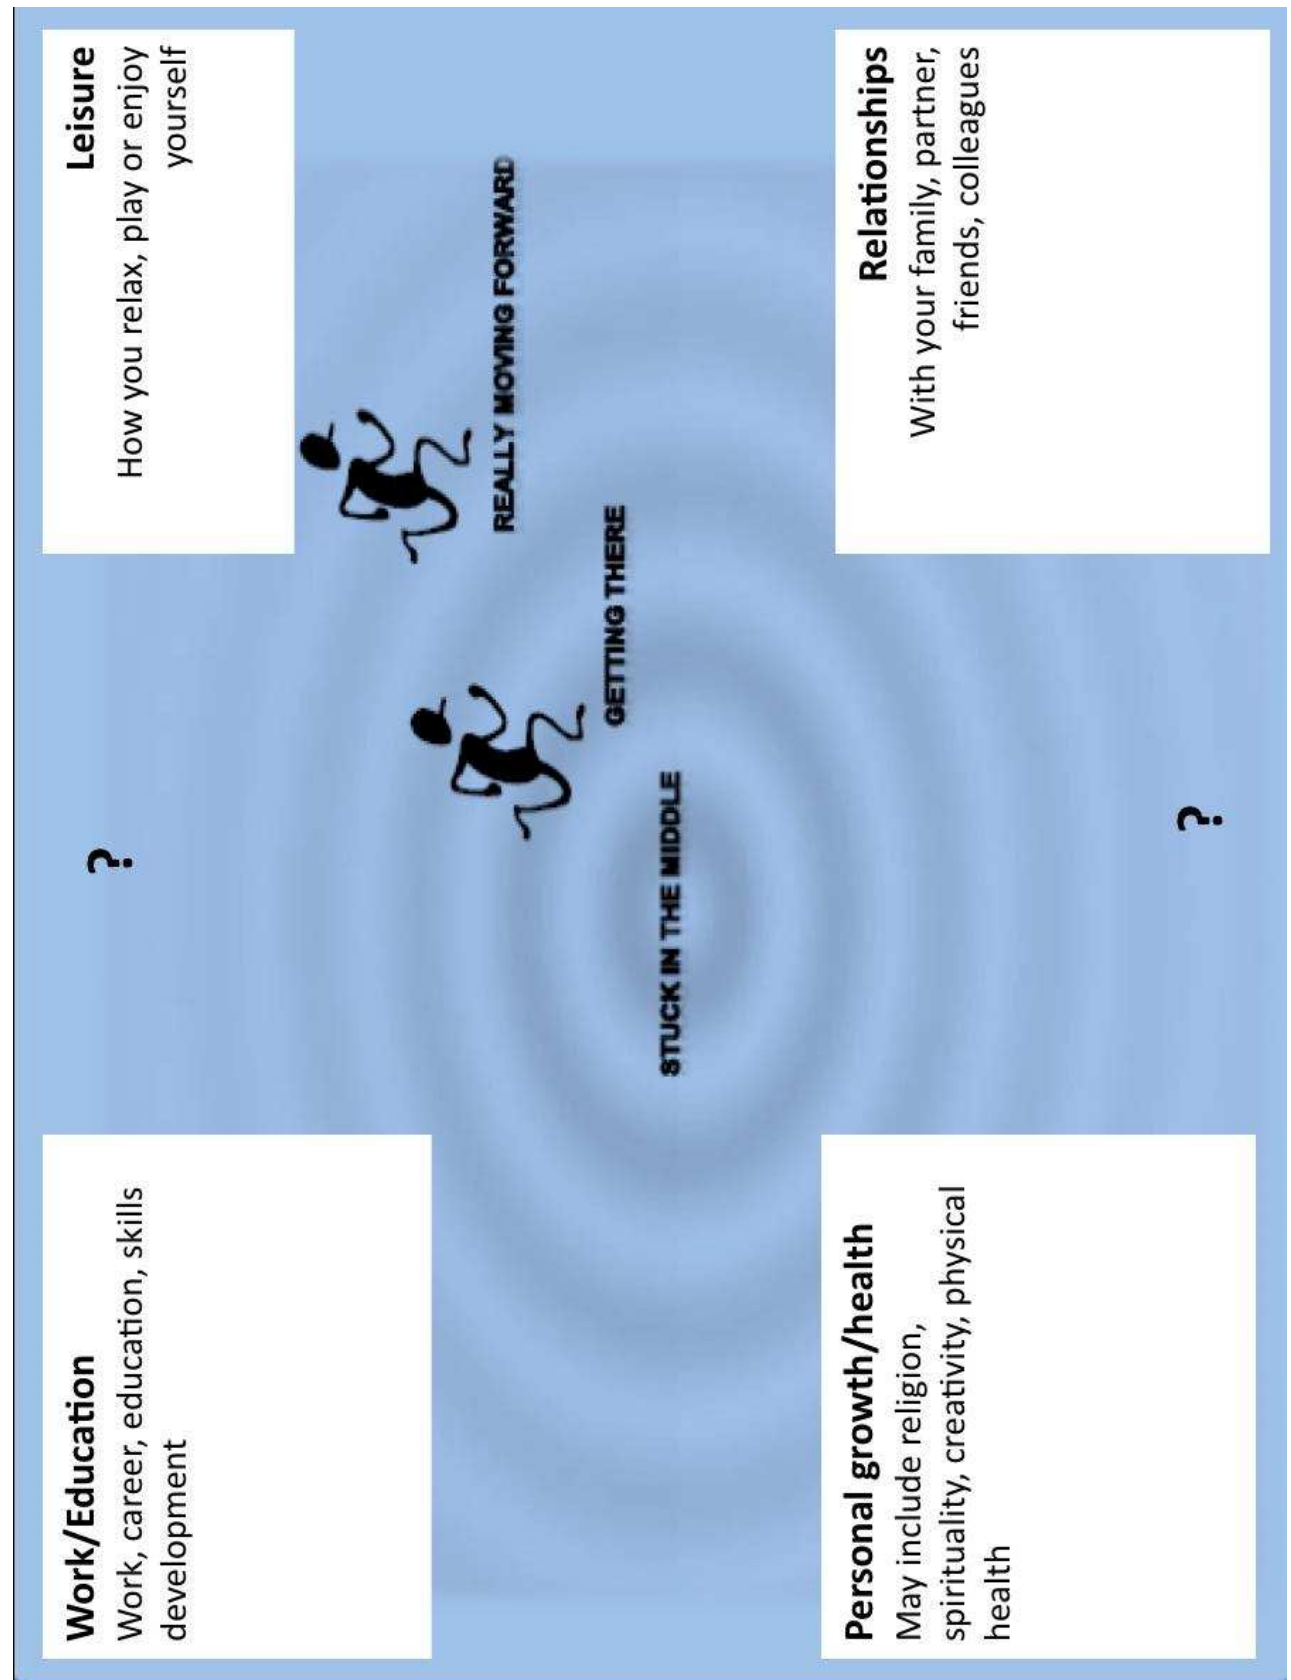 Work/Education
Work, career, education, skills
development
?
Leisure
How you relax, play or enjoy
yourself
REALLY MOVING FORWARD
GETTING THERE
STUCK IN THE MIDDLE
Personal growth/health
May include religion,
spirituality, creativity, physical
health
?
Relationships
With your family, partner,
friends, colleagues